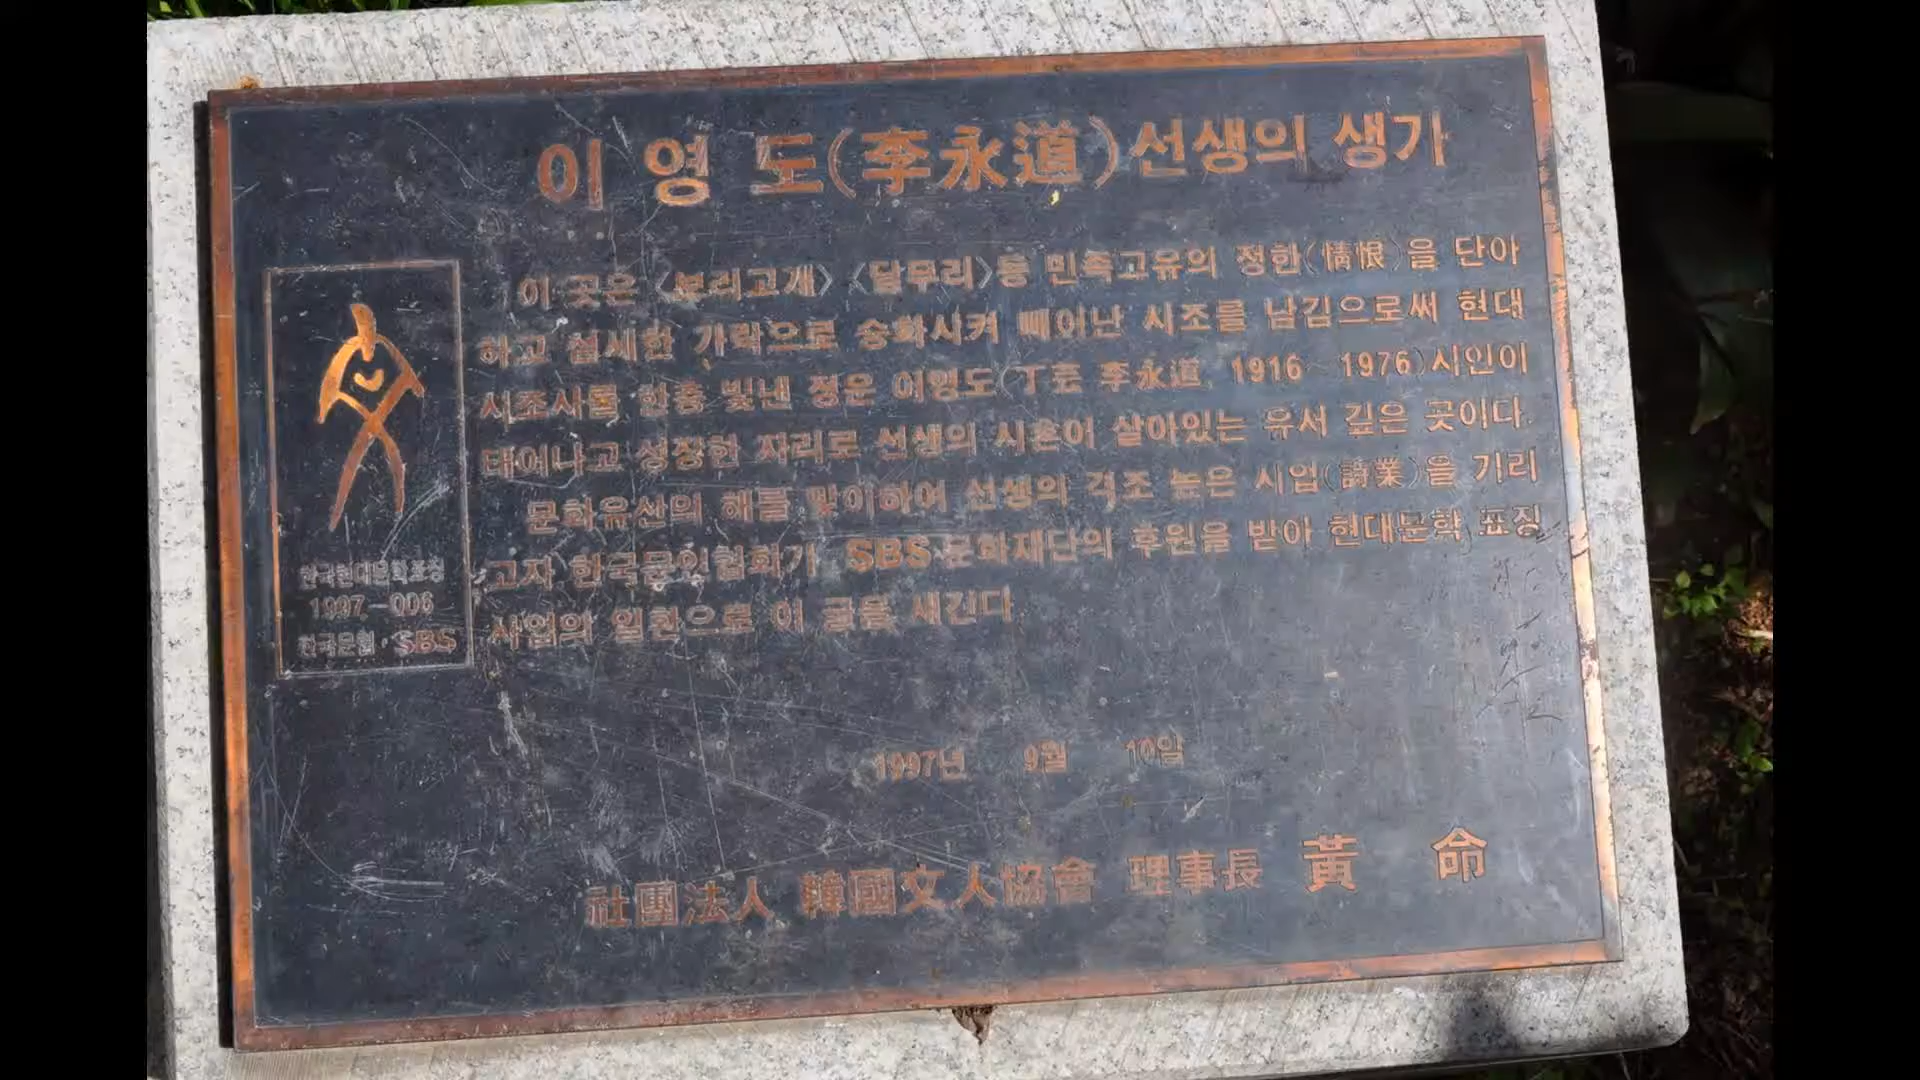 이 영 도(李永道)선생의 생가
이 곳은 〈보리고개〉 〈달무리〉등 민족고유의 정한(情恨)을 단아
하고 섬세한 가락으로 승화시켜 빼어난 시조를 남김으로써 현대
시조사를 한층 빛낸 정운 이영도(丁芸 李永道, 1916~1976)시인이
태어나고 성장한 자리로 선생의 시혼이 살아있는 유서 깊은 곳이다.
문화유산의 해를 맞이하여 선생의 격조 높은 시업(詩業)을 기리
고자 한국문인협회가 SBS문화재단의 후원을 받아 현대문학 표징
사업의 일환으로 이 글을 새긴다
한국현대문학표징
1997-006
한국문협·SBS
1997년 9월 10일
社團法人 韓國文人協會 理事長 黃 命